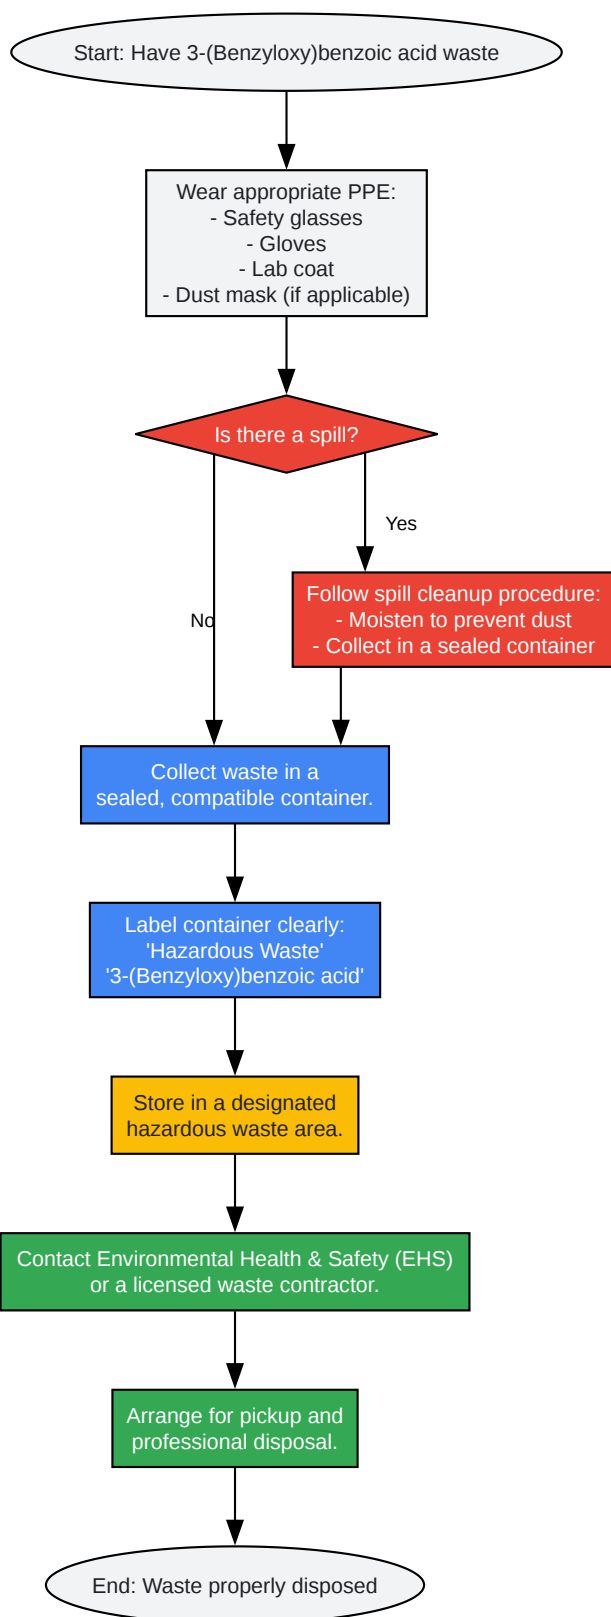 Start: Have 3-(Benzyloxy)benzoic acid waste
Wear appropriate PPE:
- Safety glasses
- Gloves
- Lab coat
- Dust mask (if applicable)
Is there a spill?
Yes
Follow spill cleanup procedure:
- Moisten to prevent dust
- Collect in a sealed container
No
Collect waste in a
sealed, compatible container.
Label container clearly:
'Hazardous Waste'
'3-(Benzyloxy)benzoic acid'
Store in a designated
hazardous waste area.
Contact Environmental Health & Safety (EHS)
or a licensed waste contractor.
Arrange for pickup and
professional disposal.
End: Waste properly disposed